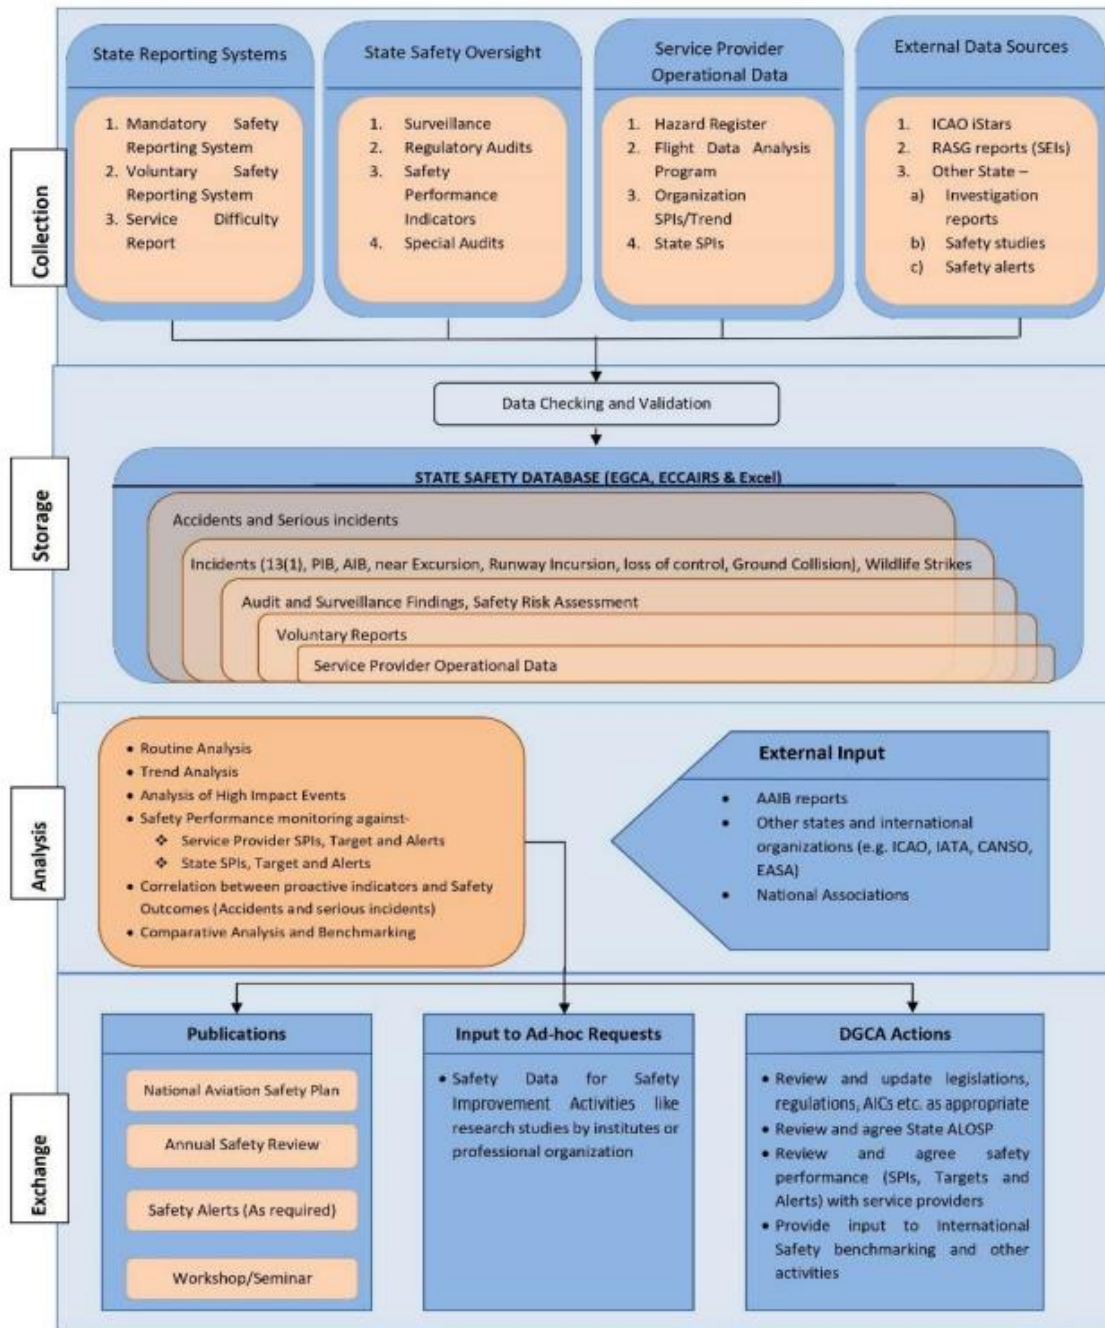 Collection
State Reporting Systems
1. Mandatory Safety
Reporting System
2. Voluntary Safety
Reporting System
3. Service Difficulty
Report
State Safety Oversight
1. Surveillance
2. Regulatory Audits
3. Safety
Performance
Indicators
4. Special Audits
Service Provider
Operational Data
1. Hazard Register
2. Flight Data Analysis
Program
3. Organization
SPIs/Trend
4. State SPIs
External Data Sources
1. ICAO iStars
2. RASG reports (SEIs)
3. Other State –
a) Investigation
reports
b) Safety studies
c) Safety alerts
Storage
Data Checking and Validation
STATE SAFETY DATABASE (EGCA, ECCAIRS & Excel)
Accidents and Serious incidents
Incidents (13(1), PIB, AIB, near Excursion, Runway Incursion, loss of control, Ground Collision), Wildlife Strikes
Audit and Surveillance Findings, Safety Risk Assessment
Voluntary Reports
Service Provider Operational Data
Analysis
• Routine Analysis
• Trend Analysis
• Analysis of High Impact Events
• Safety Performance monitoring against-
❖ Service Provider SPIs, Target and Alerts
❖ State SPIs, Target and Alerts
• Correlation between proactive indicators and Safety
Outcomes (Accidents and serious incidents)
• Comparative Analysis and Benchmarking
External Input
• AAIB reports
• Other states and international
organizations (e.g. ICAO, IATA, CANSO,
EASA)
• National Associations
Exchange
Publications
National Aviation Safety Plan
Annual Safety Review
Safety Alerts (As required)
Workshop/Seminar
Input to Ad-hoc Requests
• Safety Data for Safety
Improvement Activities like
research studies by institutes or
professional organization
DGCA Actions
• Review and update legislations,
regulations, AICs etc. as appropriate
• Review and agree State ALOSP
• Review and agree safety
performance (SPIs, Targets and
Alerts) with service providers
• Provide input to International
Safety benchmarking and other
activities